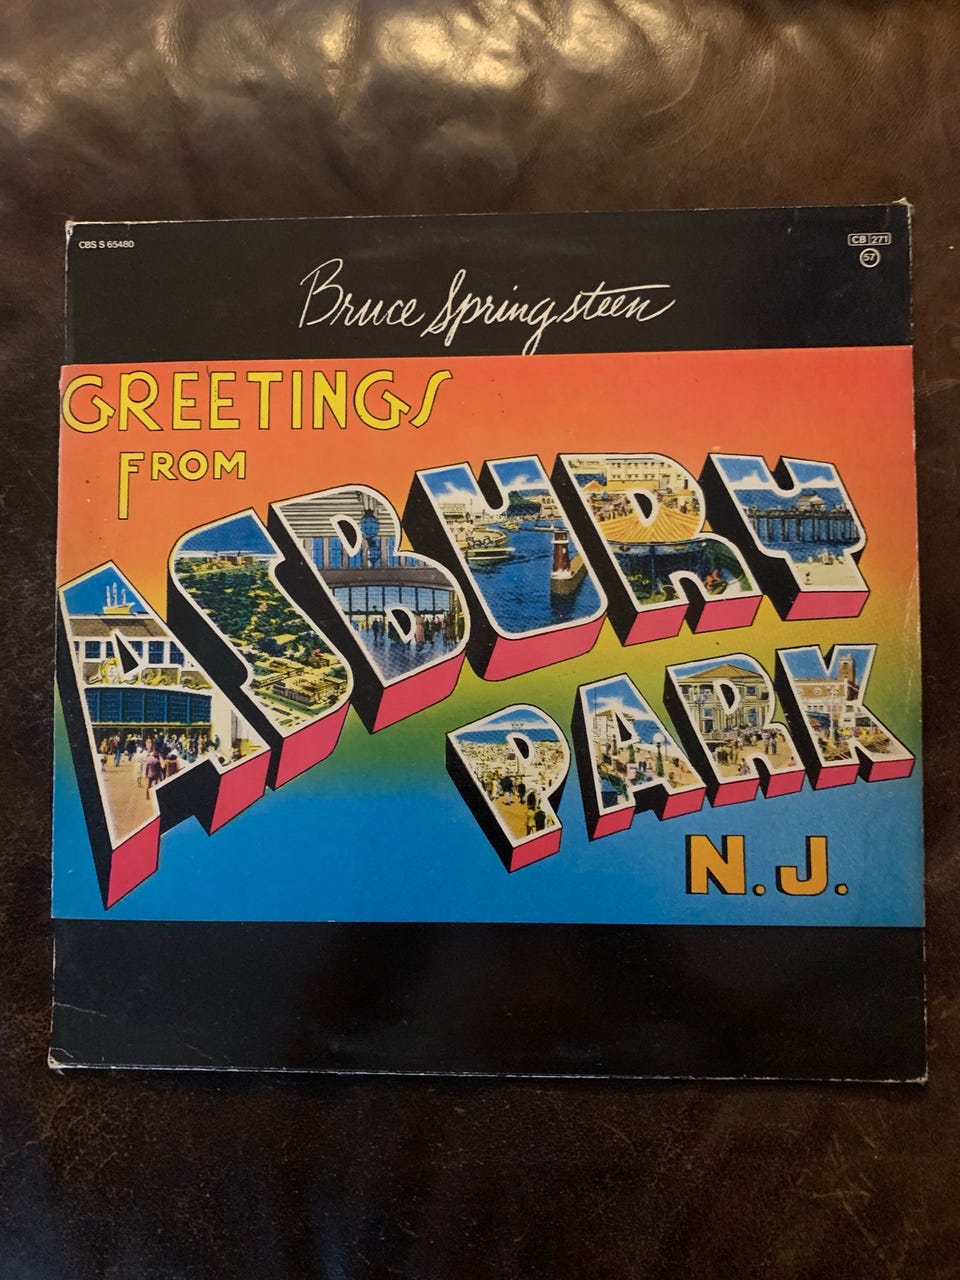 CBS S 65480
CB 271
57
Bruce Springsteen
GREETINGS
FROM
ASBURY
PARK
N.J.